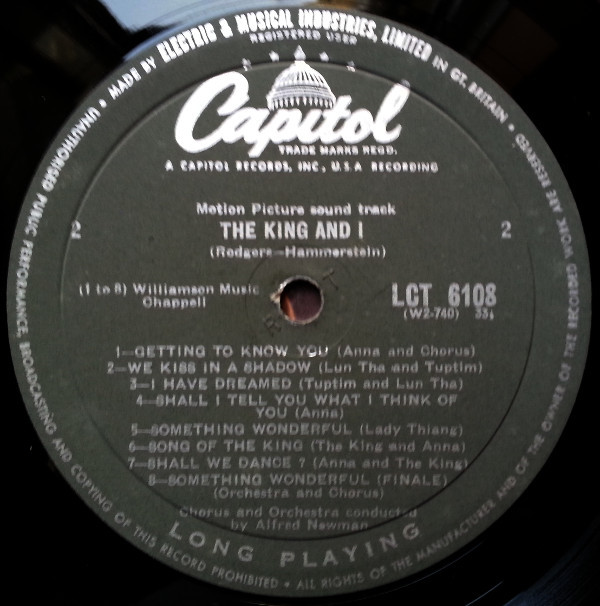 MADE BY ELECTRIC & MUSICAL INDUSTRIES, LIMITED IN GT. BRITAIN • ALL RIGHTS OF THE MANUFACTURER AND OF THE OWNER OF THE RECORDED WORK ARE RESERVED • UNAUTHORISED PUBLIC PERFORMANCE, BROADCASTING AND COPYING OF THIS RECORD PROHIBITED •
REGISTERED USER
Capitol
TRADE MARKS REGD.
A CAPITOL RECORDS, INC., U.S.A RECORDING
Motion Picture sound track
2 THE KING AND I 2
(Rodgers—Hammerstein)
(1 to 8) Williamson Music
Chappell
LCT 6108
(W2-740) 33⅓
R T
1—GETTING TO KNOW YOU (Anna and Chorus)
2—WE KISS IN A SHADOW (Lun Tha and Tuptim)
3—I HAVE DREAMED (Tuptim and Lun Tha)
4—SHALL I TELL YOU WHAT I THINK OF
YOU (Anna)
5—SOMETHING WONDERFUL (Lady Thiang)
6—SONG OF THE KING (The King and Anna)
7—SHALL WE DANCE ? (Anna and The King)
8—SOMETHING WONDERFUL (FINALE)
(Orchestra and Chorus)
Chorus and Orchestra conducted
by Alfred Newman
LONG PLAYING